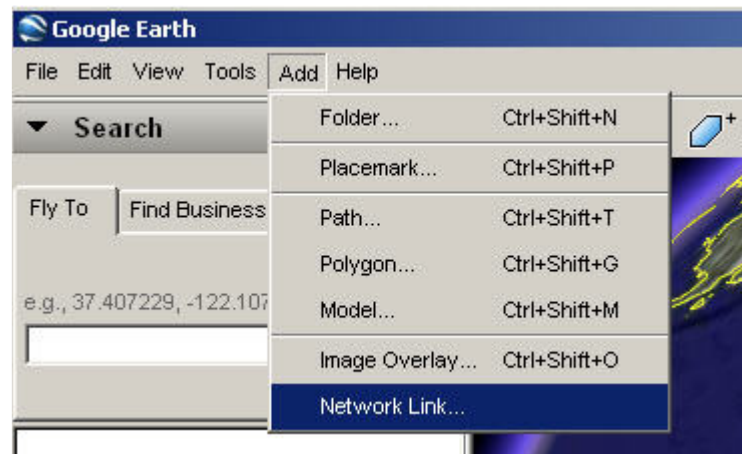 Google Earth
File Edit View Tools Add Help
Search
Fly To Find Business
e.g., 37.407229, -122.107
Folder... Ctrl+Shift+N
Placemark... Ctrl+Shift+P
Path... Ctrl+Shift+T
Polygon... Ctrl+Shift+G
Model... Ctrl+Shift+M
Image Overlay... Ctrl+Shift+O
Network Link...